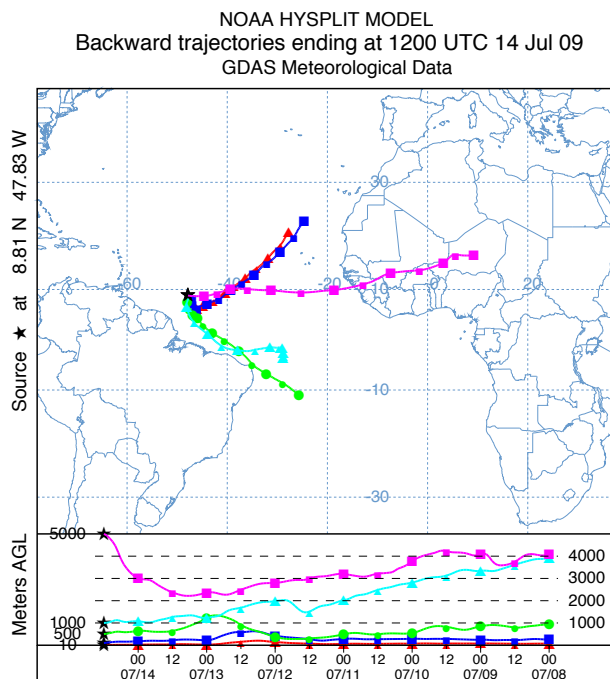 NOAA HYSPLIT MODEL
Backward trajectories ending at 1200 UTC 14 Jul 09
GDAS Meteorological Data
Source ★ at 8.81 N 47.83 W
30
-60 -40 -20 0 10 20
-10
-30
Meters AGL
5000
1000
500
10
4000
3000
2000
1000
00 12 00 12 00 12 00 12 00 12 00 12 00
07/14 07/13 07/12 07/11 07/10 07/09 07/08